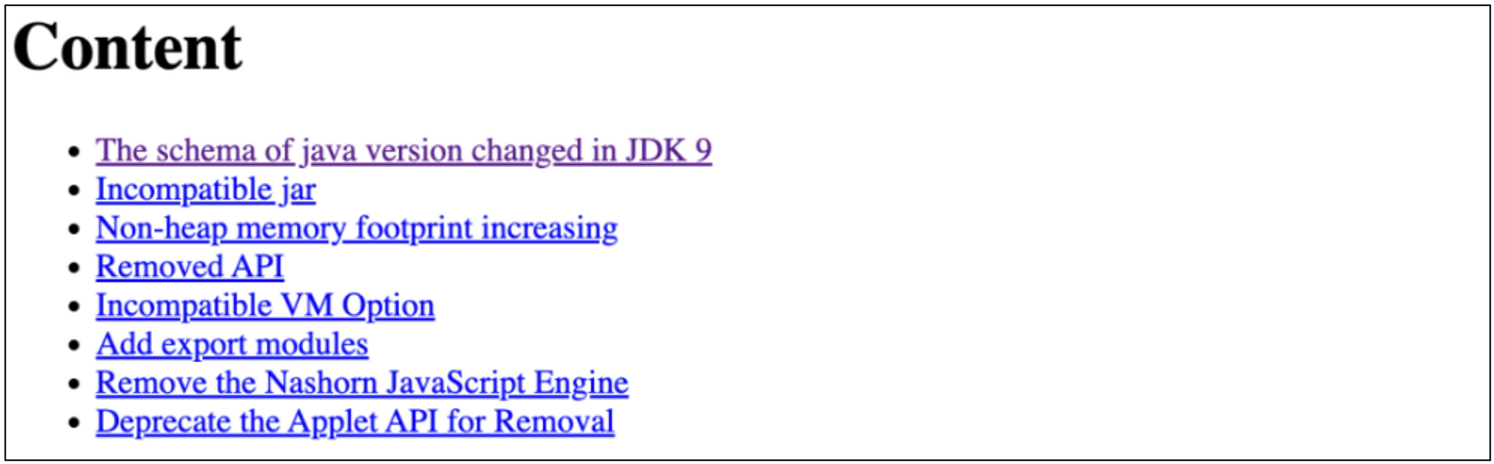 Content
The schema of java version changed in JDK 9
Incompatible jar
Non-heap memory footprint increasing
Removed API
Incompatible VM Option
Add export modules
Remove the Nashorn JavaScript Engine
Deprecate the Applet API for Removal